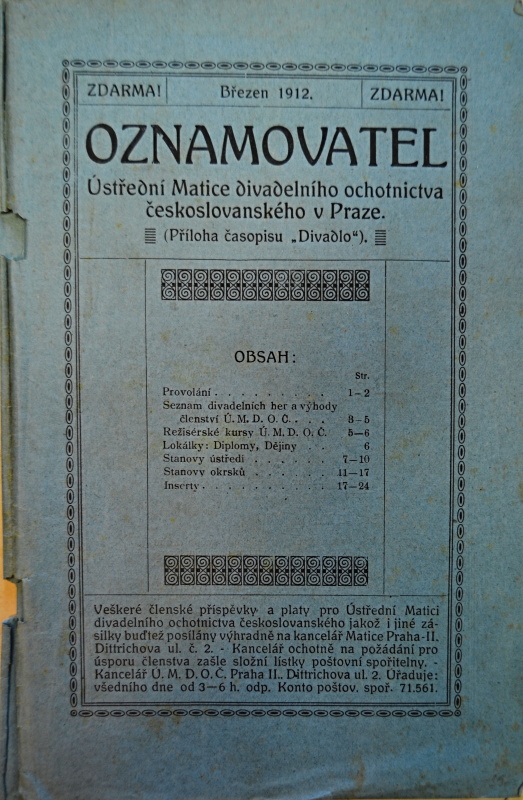 ZDARMA! Březen 1912. ZDARMA!
OZNAMOVATEL
Ústřední Matice divadelního ochotnictva
československého v Praze.
(Příloha časopisu „Divadlo“).
OBSAH:
Str.
Provolání . . . . . . . . . 1–2
Seznam divadelních her a výhody
členství Ú. M. D. O. Č. . . . 3–5
Režisérské kursy Ú. M. D. O. Č. 5–6
Lokálky: Diplomy, Dějiny . . . 6
Stanovy ústředí . . . . . . 7–10
Stanovy okrsků . . . . . . 11–17
Inserty . . . . . . . . . 17–24
Veškeré členské příspěvky a platy pro Ústřední Matici
divadelního ochotnictva československého jakož i jiné zá-
silky buďtež posílány výhradně na kancelář Matice Praha-II.
Dittrichova ul. č. 2. - Kancelář ochotně na požádání pro
úsporu členstva zašle složní lístky poštovní spořitelny. -
Kancelář Ú. M. D. O. Č. Praha II.. Dittrichova ul. 2. Úřaduje:
všedního dne od 3–6 h. odp. Konto poštov. spoř. 71.561.